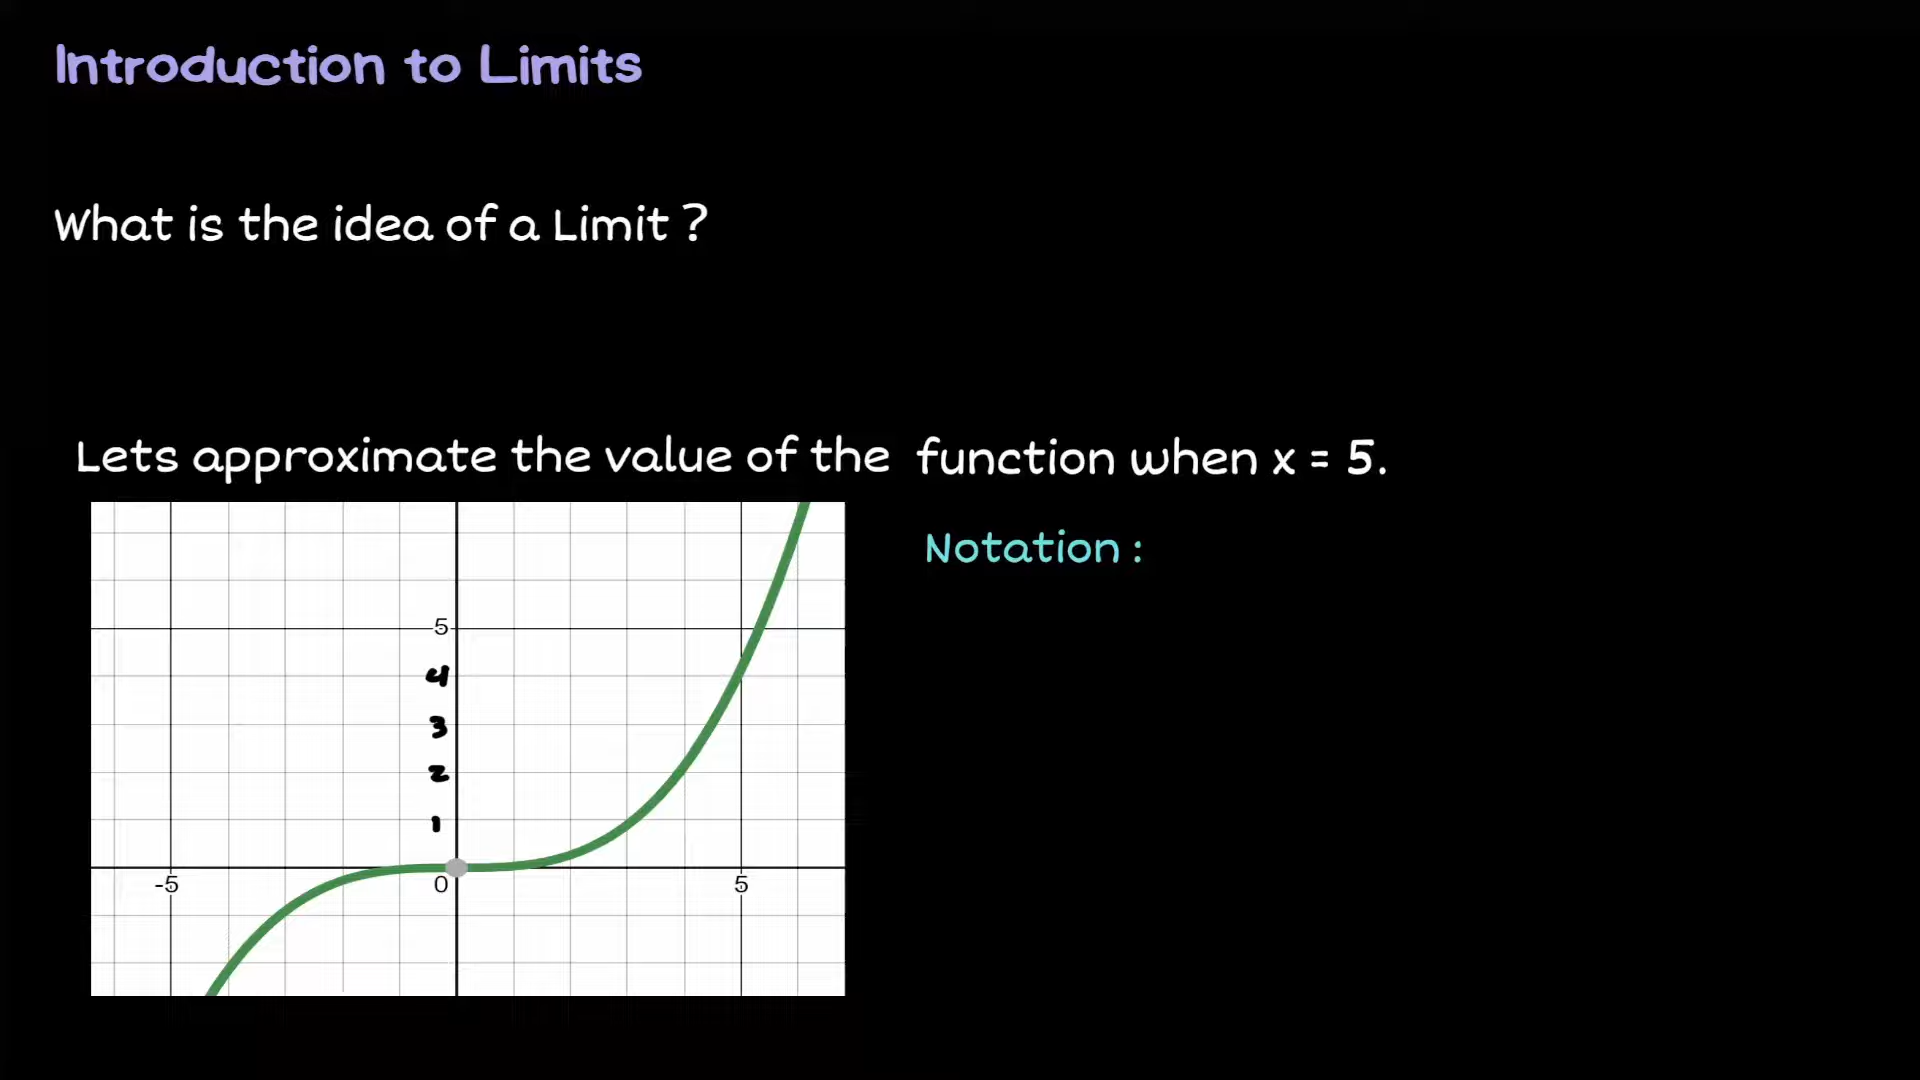 Introduction to Limits
What is the idea of a Limit ?
Lets approximate the value of the function when x = 5.
Notation :
5
4
3
2
1
-5 0 5